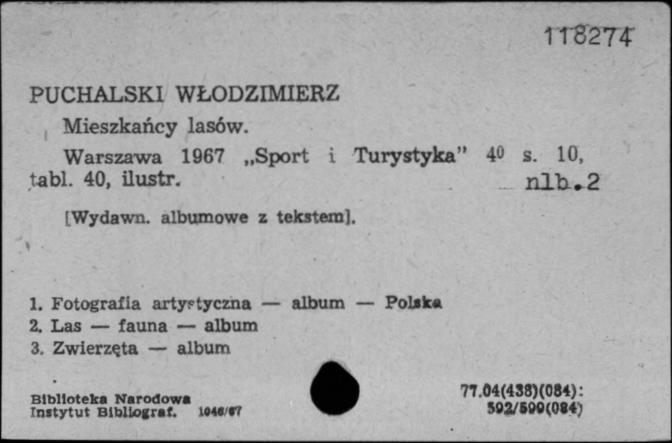 118274
PUCHALSKI WŁODZIMIERZ
Mieszkańcy lasów.
Warszawa 1967 „Sport i Turystyka” 4⁰ s. 10,
tabl. 40, ilustr. nlb.2
[Wydawn. albumowe z tekstem].
1. Fotografia artystyczna — album — Polska
2. Las — fauna — album
3. Zwierzęta — album
Biblioteka Narodowa
Instytut Bibliograf. 1046/67
77.04(438)(084):
592/599(084)